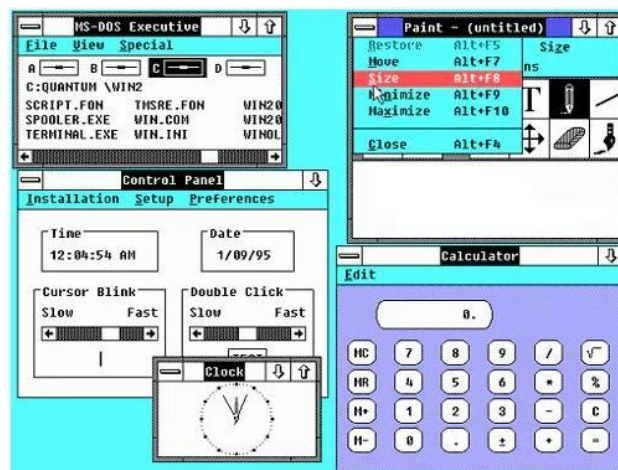 MS-DOS Executive
File View Special
A B C D
C:QUANTUM \WIN2
SCRIPT.FON TMSRE.FON WIN20
SPOOLER.EXE WIN.COM WIN20
TERMINAL.EXE WIN.INI WINOL
Paint - (untitled)
Restore Alt+F5
Move Alt+F7
Size Alt+F8
Minimize Alt+F9
Maximize Alt+F10
Close Alt+F4
Size
ns
T
Control Panel
Installation Setup Preferences
Time
12:04:54 AM
Date
1/09/95
Cursor Blink
Slow Fast
Double Click
Slow Fast
Clock
Calculator
Edit
0.
MC 7 8 9 / √
MR 4 5 6 * %
M+ 1 2 3 - C
M- 0 . ± + =